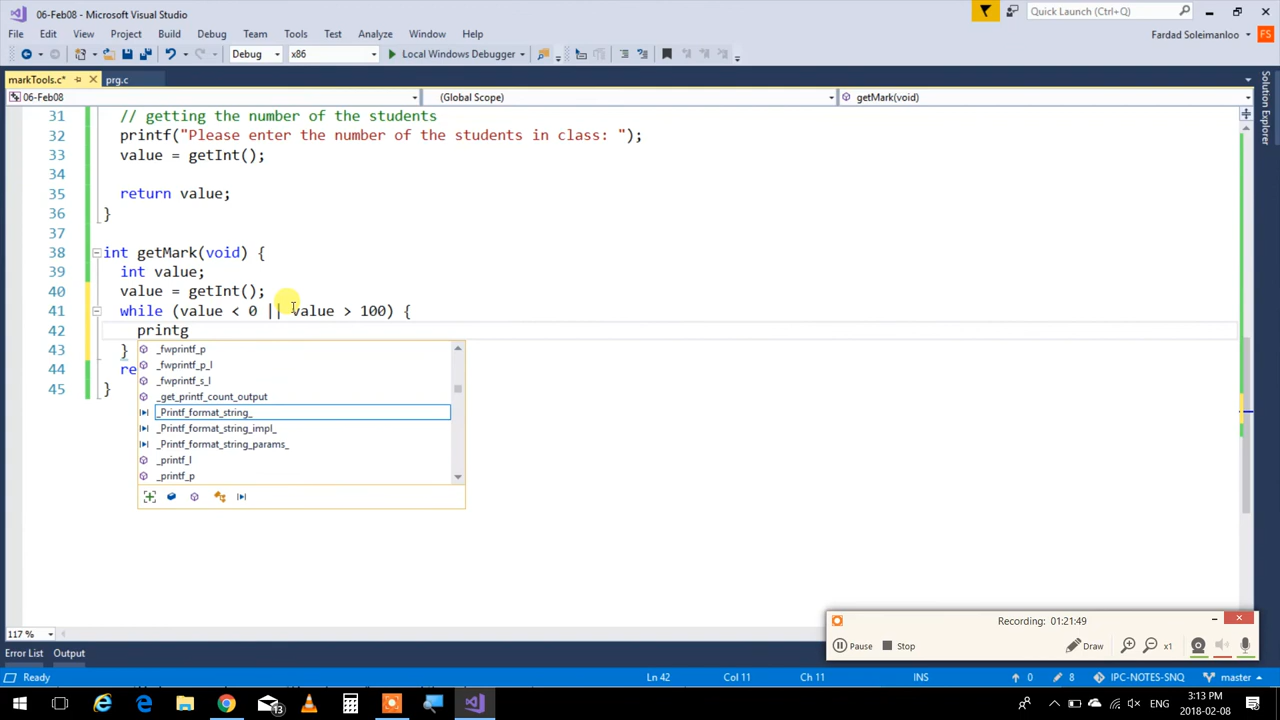 06-Feb08 - Microsoft Visual Studio
Quick Launch (Ctrl+Q)
File Edit View Project Build Debug Team Tools Test Analyze Window Help
Fardad Soleimanloo FS
Debug x86 Local Windows Debugger
markTools.c* prg.c
06-Feb08 (Global Scope) getMark(void)
Solution Explorer
31 // getting the number of the students
32 printf("Please enter the number of the students in class: ");
33 value = getInt();
34
35 return value;
36 }
37
38 int getMark(void) {
39 int value;
40 value = getInt();
41 while (value < 0 || value > 100) {
42 printg
43 }
44 re
45 }
_fwprintf_p
_fwprintf_p_l
_fwprintf_s_l
_get_printf_count_output
_Printf_format_string_
_Printf_format_string_impl_
_Printf_format_string_params_
_printf_l
_printf_p
Recording: 01:21:49
Pause Stop Draw x1
117 %
Error List Output
Ready Ln 42 Col 11 Ch 11 INS 0 8 IPC-NOTES-SNQ master
13
ENG
3:13 PM
2018-02-08